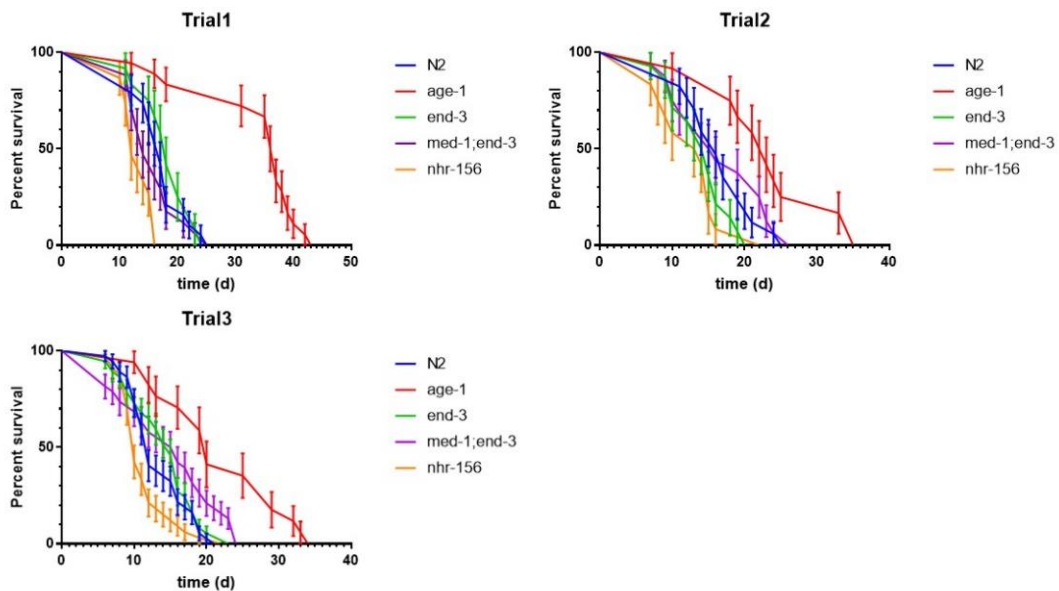 Trial1
Percent survival
100
50
0
0 10 20 30 40 50
time (d)
N2
age-1
end-3
med-1;end-3
nhr-156
Trial2
Percent survival
100
50
0
0 10 20 30 40
time (d)
N2
age-1
end-3
med-1;end-3
nhr-156
Trial3
Percent survival
100
50
0
0 10 20 30 40
time (d)
N2
age-1
end-3
med-1;end-3
nhr-156